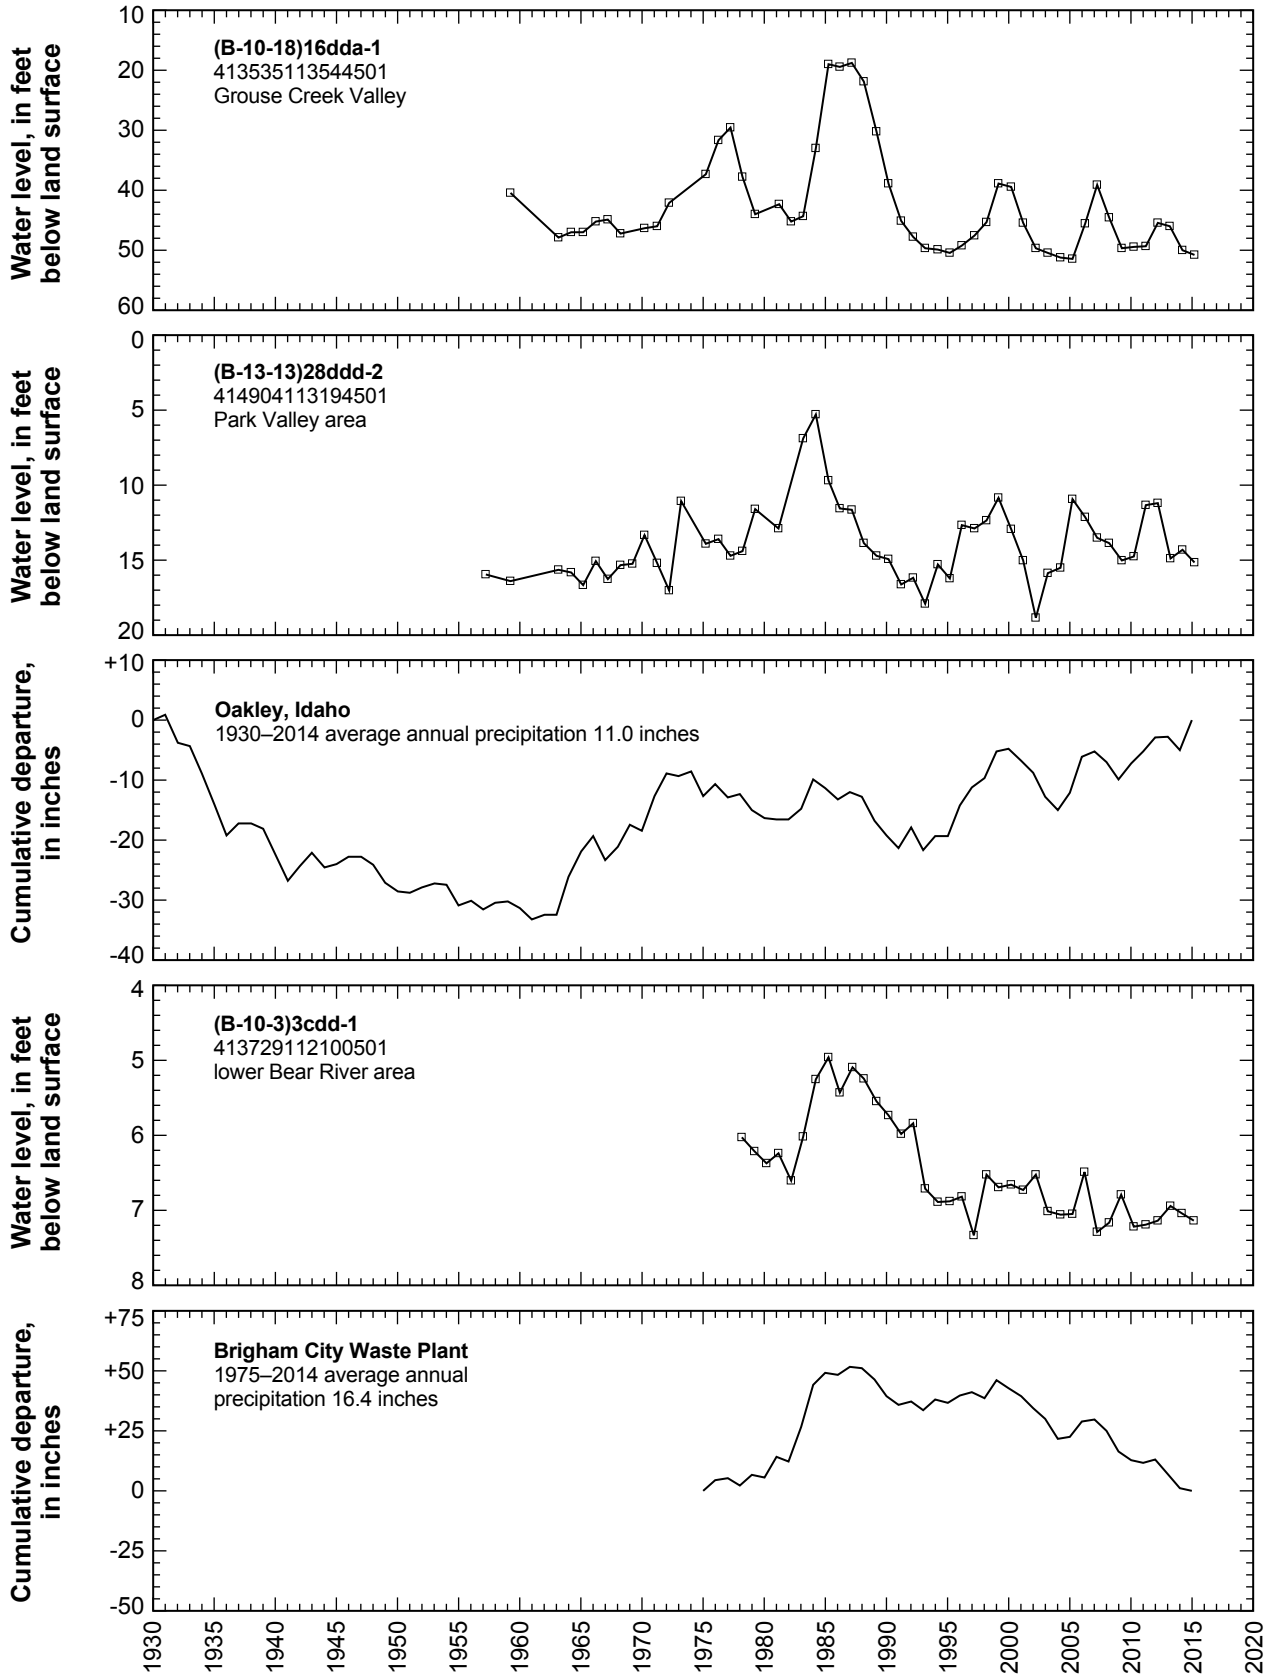 Water level, in feet
below land surface
10
20
30
40
50
60
(B-10-18)16dda-1
413535113544501
Grouse Creek Valley
Water level, in feet
below land surface
0
5
10
15
20
(B-13-13)28ddd-2
414904113194501
Park Valley area
Cumulative departure,
in inches
+10
0
-10
-20
-30
-40
Oakley, Idaho
1930–2014 average annual precipitation 11.0 inches
Water level, in feet
below land surface
4
5
6
7
8
(B-10-3)3cdd-1
413729112100501
lower Bear River area
Cumulative departure,
in inches
+75
+50
+25
0
-25
-50
Brigham City Waste Plant
1975–2014 average annual
precipitation 16.4 inches
1930
1935
1940
1945
1950
1955
1960
1965
1970
1975
1980
1985
1990
1995
2000
2005
2010
2015
2020